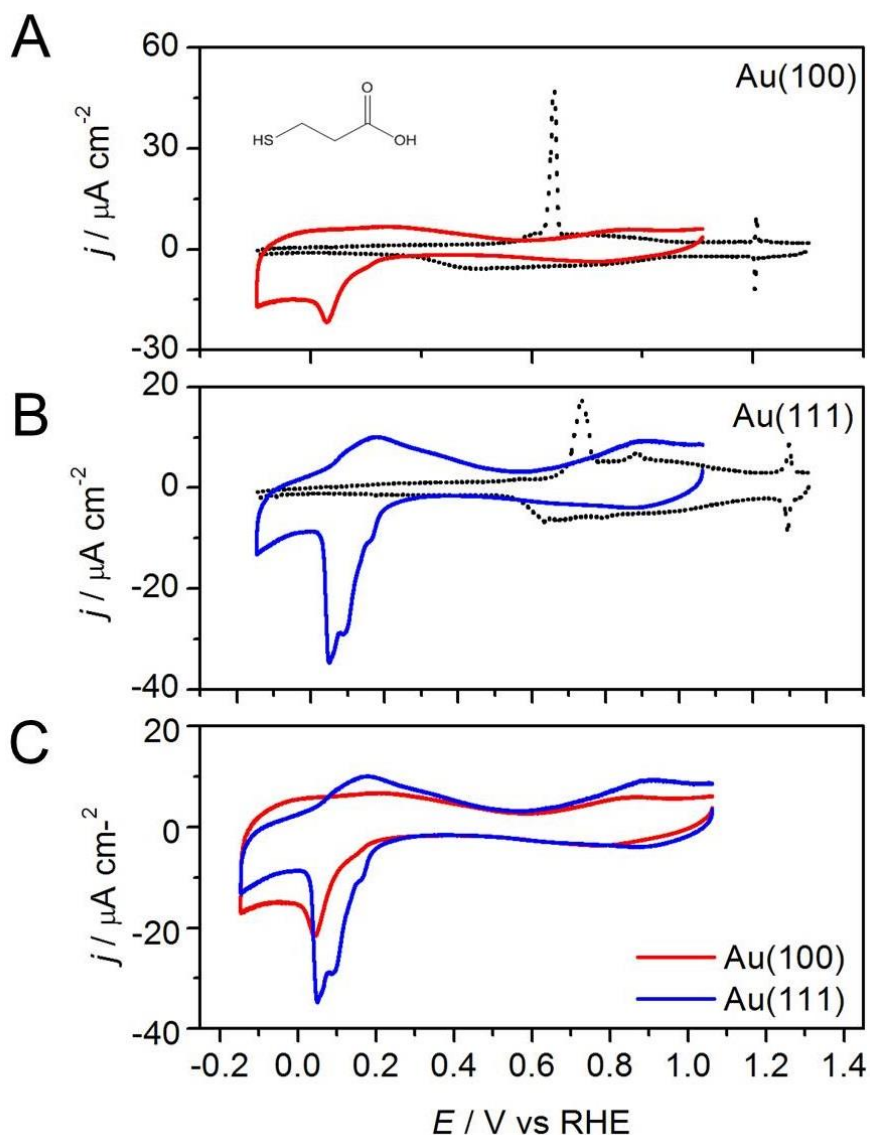 A
60
30
0
-30
j / μA cm-2
Au(100)
O
HS
OH
B
20
0
-20
-40
j / μA cm-2
Au(111)
C
20
0
-20
-40
j / μA cm-2
Au(100)
Au(111)
-0.2 0.0 0.2 0.4 0.6 0.8 1.0 1.2 1.4
E / V vs RHE